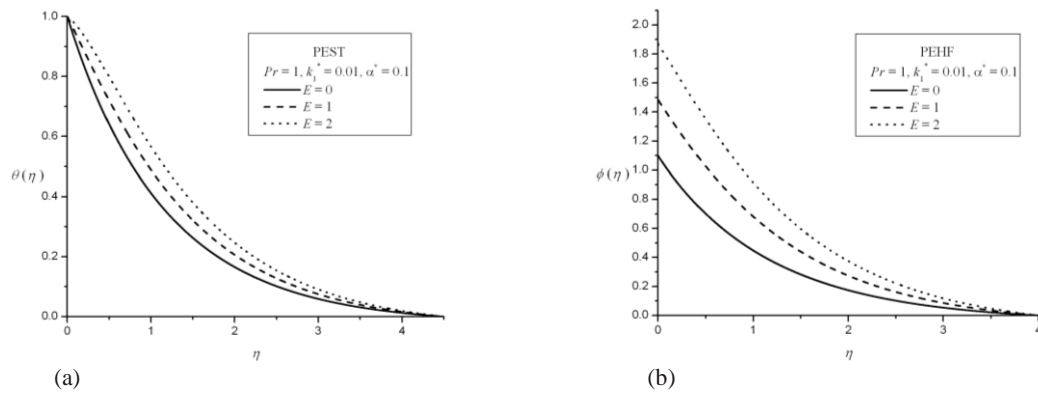 1.0
0.8
0.6
θ(η)
0.4
0.2
0.0
0 1 2 3 4
η
PEST
Pr = 1, k₁* = 0.01, α* = 0.1
E = 0
E = 1
E = 2
(a)
2.0
1.8
1.6
1.4
1.2
1.0
ϕ(η)
0.8
0.6
0.4
0.2
0.0
0 1 2 3 4
η
PEHF
Pr = 1, k₁* = 0.01, α* = 0.1
E = 0
E = 1
E = 2
(b)